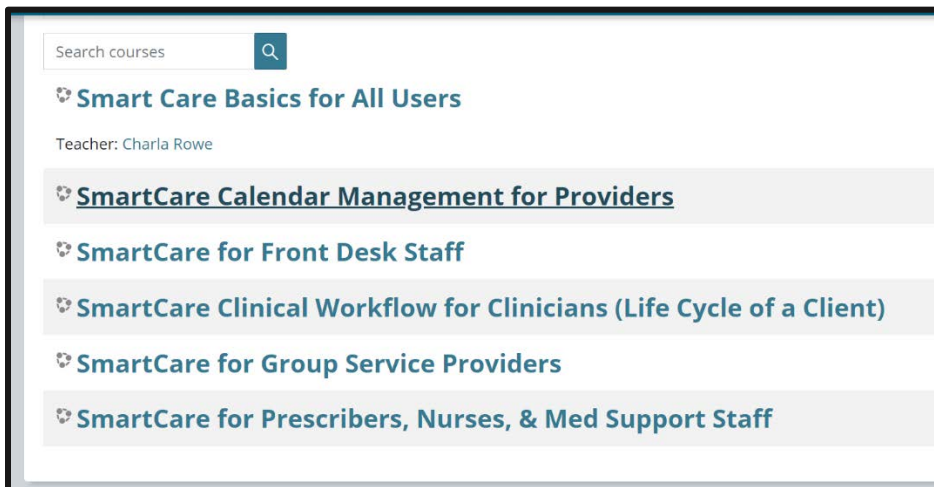 Search courses
Smart Care Basics for All Users
Teacher: Charla Rowe
SmartCare Calendar Management for Providers
SmartCare for Front Desk Staff
SmartCare Clinical Workflow for Clinicians (Life Cycle of a Client)
SmartCare for Group Service Providers
SmartCare for Prescribers, Nurses, & Med Support Staff